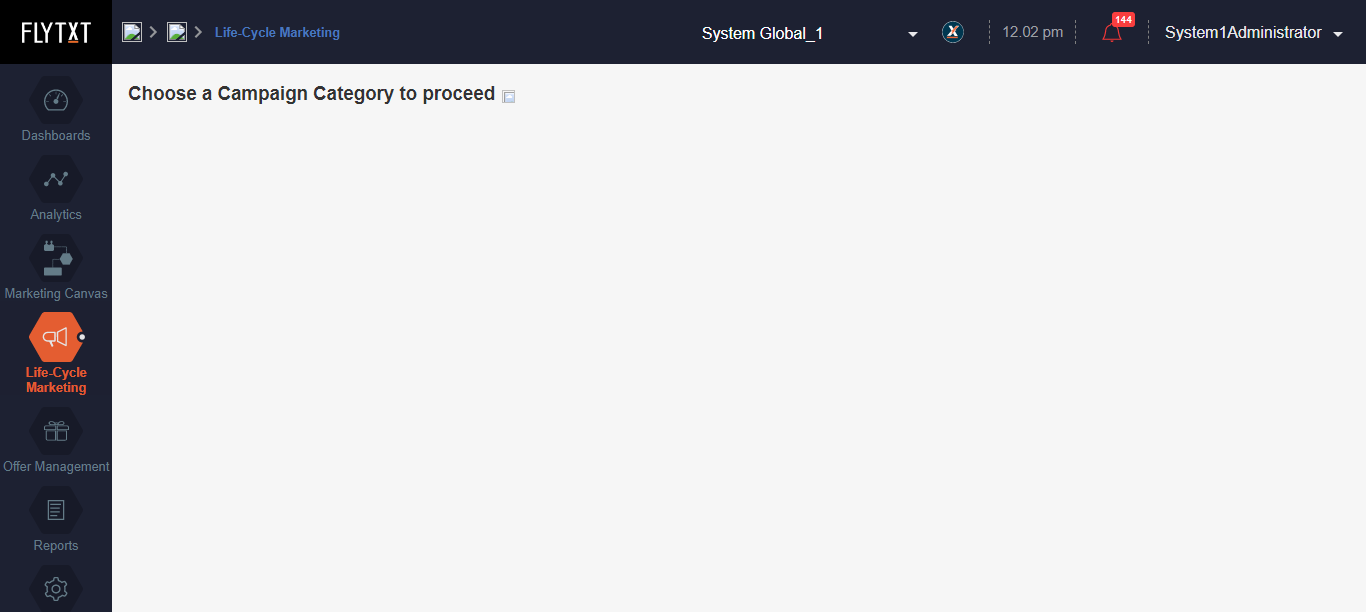 FLYTXT
Life-Cycle Marketing
System Global_1
X
12.02 pm
144
System1Administrator
Choose a Campaign Category to proceed
Dashboards
Analytics
Marketing Canvas
Life-Cycle
Marketing
Offer Management
Reports